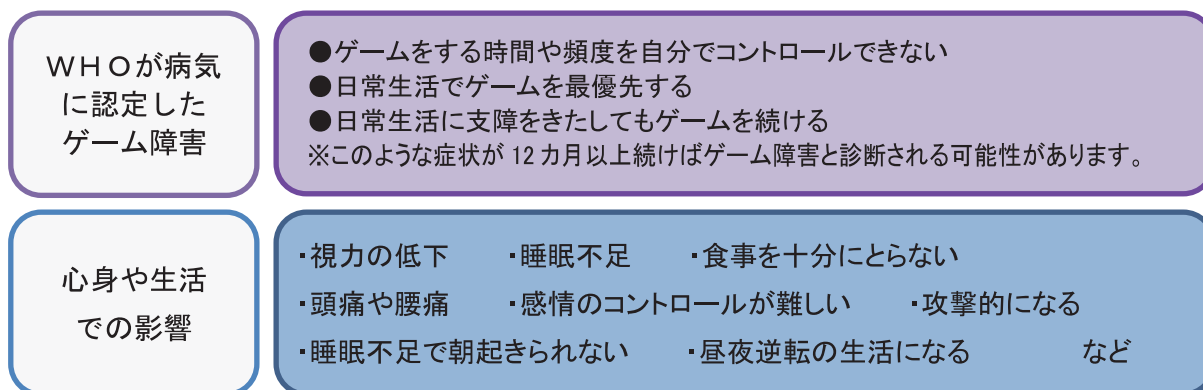 ＷＨＯが病気
に認定した
ゲーム障害
●ゲームをする時間や頻度を自分でコントロールできない
●日常生活でゲームを最優先する
●日常生活に支障をきたしてもゲームを続ける
※このような症状が 12 カ月以上続けばゲーム障害と診断される可能性があります。
心身や生活
での影響
・視力の低下　・睡眠不足　・食事を十分にとらない
・頭痛や腰痛　・感情のコントロールが難しい　・攻撃的になる
・睡眠不足で朝起きられない　・昼夜逆転の生活になる　など